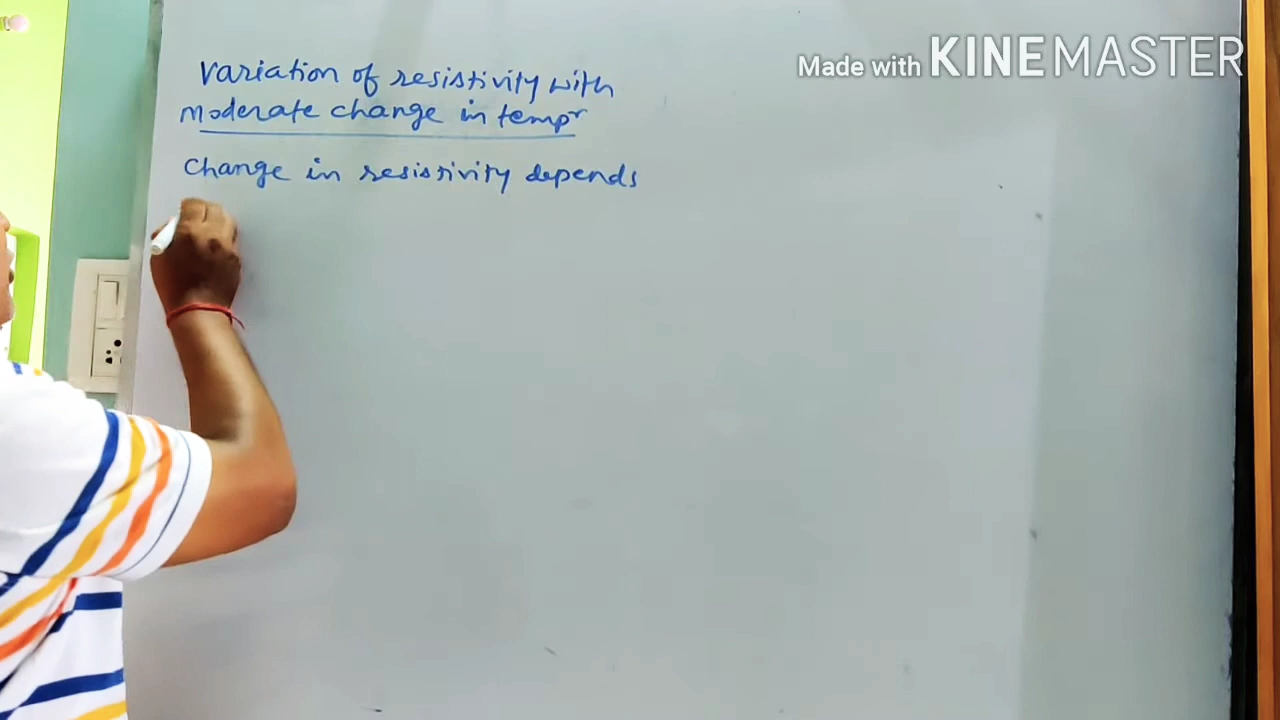 Variation of resistivity with
moderate change in tempr
Change in resistivity depends
Made with KINEMASTER